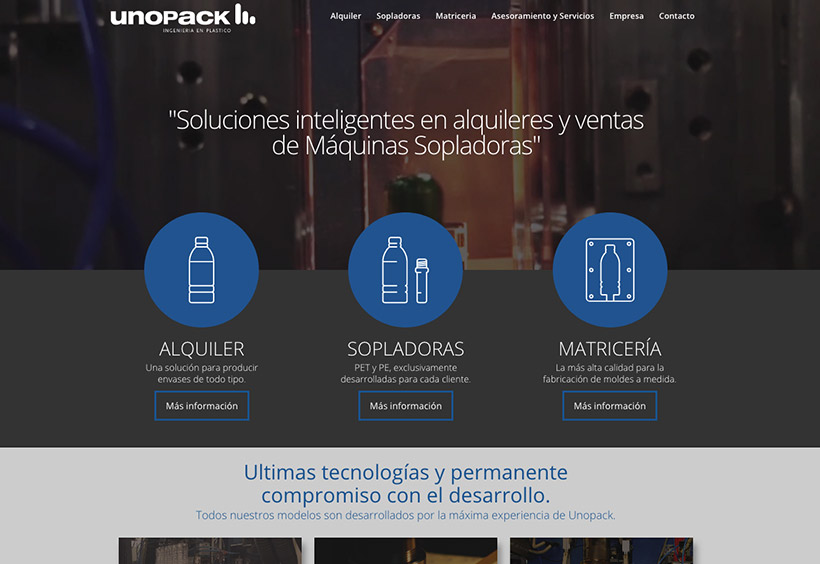 unopack
INGENIERIA EN PLASTICO
Alquiler Sopladoras Matriceria Asesoramiento y Servicios Empresa Contacto
"Soluciones inteligentes en alquileres y ventas
de Máquinas Sopladoras"
ALQUILER
Una solución para producir
envases de todo tipo.
Más información
SOPLADORAS
PET y PE, exclusivamente
desarrolladas para cada cliente.
Más información
MATRICERÍA
La más alta calidad para la
fabricación de moldes a medida.
Más información
Ultimas tecnologías y permanente
compromiso con el desarrollo.
Todos nuestros modelos son desarrollados por la máxima experiencia de Unopack.